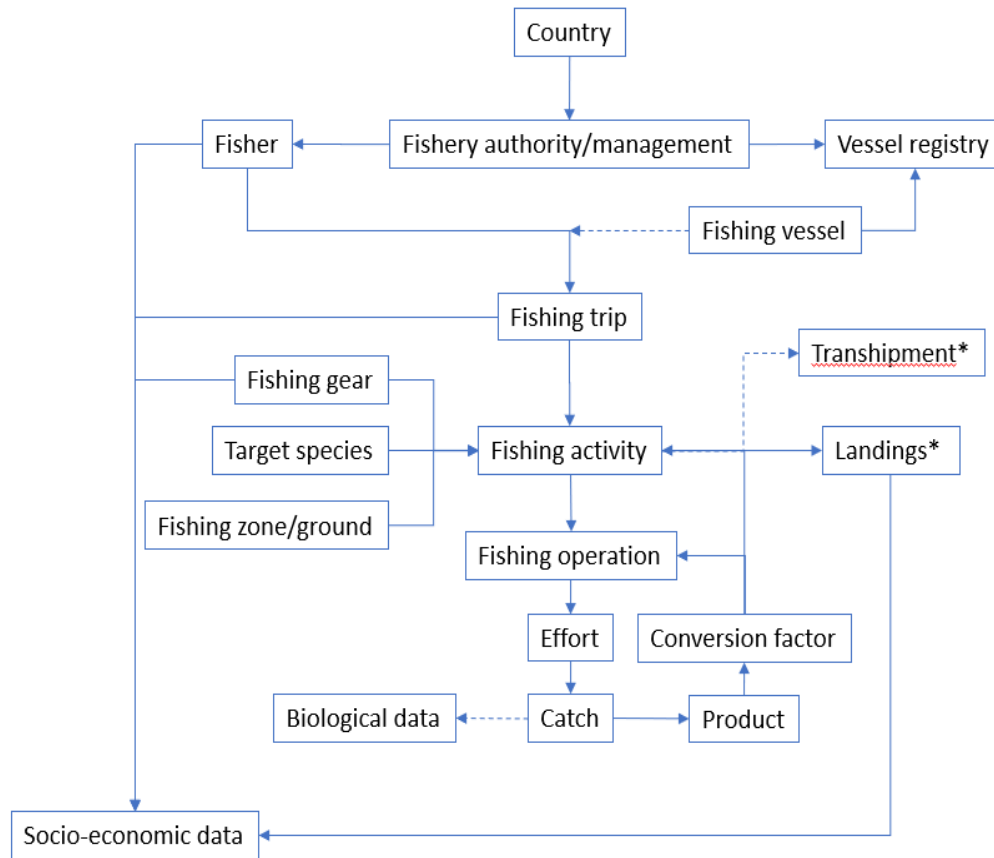 Country
Fisher
Fishery authority/management
Vessel registry
Fishing vessel
Fishing trip
Transhipment*
Fishing gear
Target species
Fishing activity
Landings*
Fishing zone/ground
Fishing operation
Effort
Conversion factor
Biological data
Catch
Product
Socio-economic data